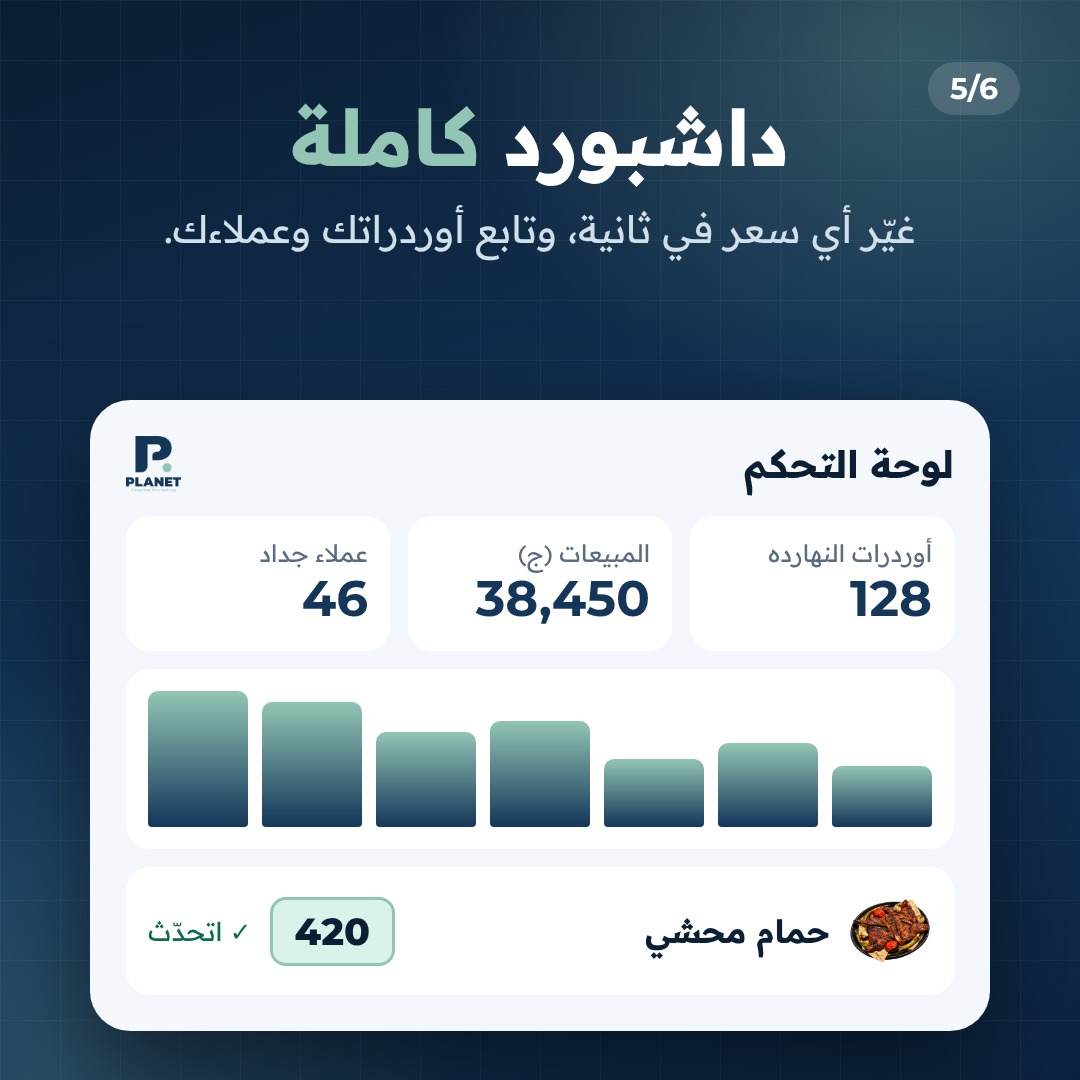 5/6
داشبورد كاملة
غيّر أي سعر في ثانية، وتابع أوردراتك وعملاءك.
لوحة التحكم
PLANET
أوردرات النهارده
128
المبيعات (ج)
38,450
عملاء جداد
46
حمام محشي
420
✓ اتحدّث